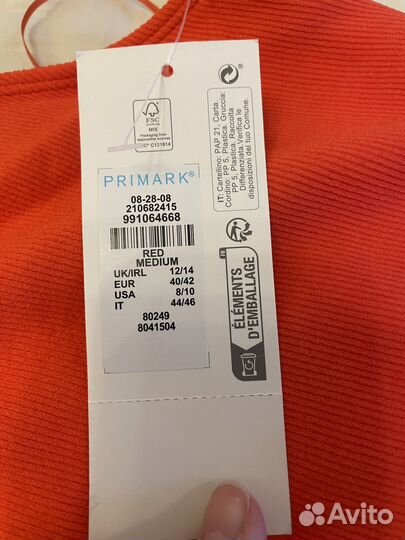 FSC
MIX
Packaging from
responsible sources
FSC® C121814
PRIMARK®
08-28-08
210682415
991064668
RED
MEDIUM
UK/IRL 12/14
EUR 40/42
USA 8/10
IT 44/46
80249
8041504
IT: Cartellino: PAP 21, Carta.
Cordino: PP 5, Plastica. Gruccia:
PP 5, Plastica. Raccolta
Differenziata. Verifica le
disposizioni del tuo Comune.
FR
ÉLÉMENTS
D'EMBALLAGE
Avito